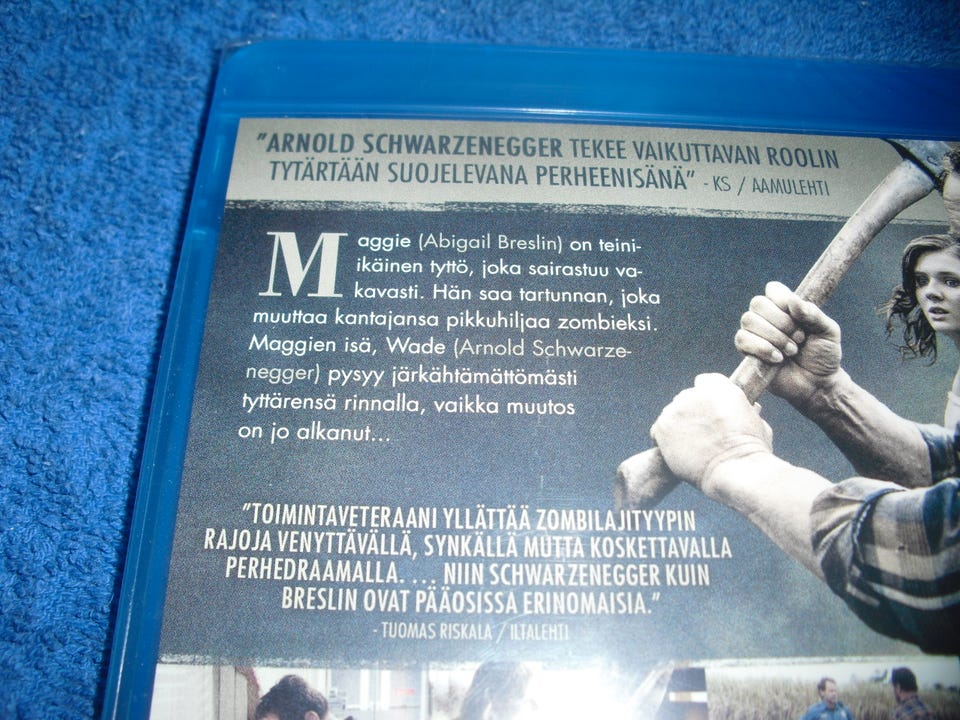 "ARNOLD SCHWARZENEGGER TEKEE VAIKUTTAVAN ROOLIN
TYTÄRTÄÄN SUOJELEVANA PERHEENISÄNÄ" - KS / AAMULEHTI
Maggie (Abigail Breslin) on teini-
ikäinen tyttö, joka sairastuu va-
kavasti. Hän saa tartunnan, joka
muuttaa kantajansa pikkuhiljaa zombieksi.
Maggien isä, Wade (Arnold Schwarze-
negger) pysyy järkähtämättömästi
tyttärensä rinnalla, vaikka muutos
on jo alkanut...
"TOIMINTAVETERAANI YLLÄTTÄÄ ZOMBILAJITYYPIN
RAJOJA VENYTTÄVÄLLÄ, SYNKÄLLÄ MUTTA KOSKETTAVALLA
PERHEDRAAMALLA. ... NIIN SCHWARZENEGGER KUIN
BRESLIN OVAT PÄÄOSISSA ERINOMAISIA."
- TUOMAS RISKALA / ILTALEHTI